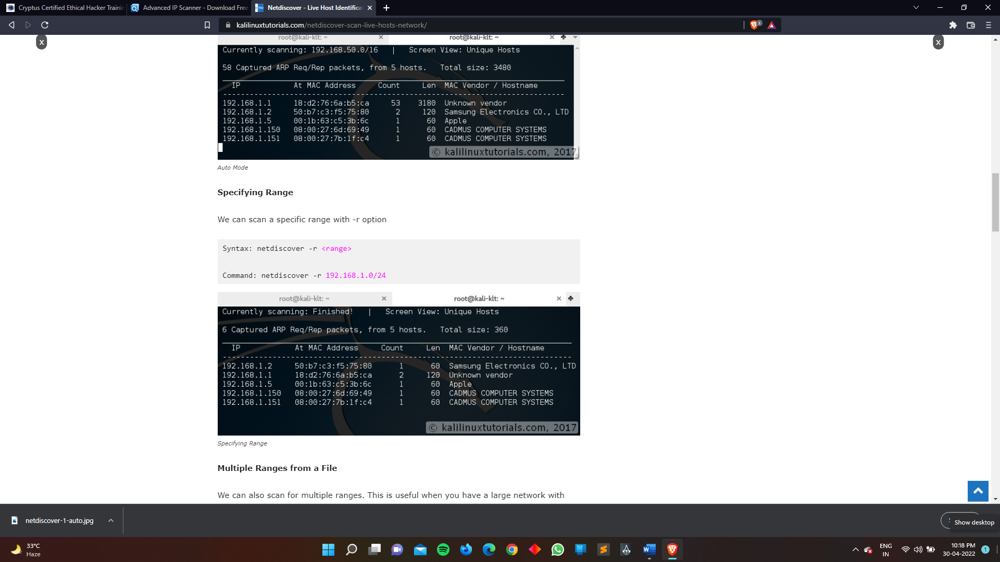 Cryptus Certified Ethical Hacker Trainin
Advanced IP Scanner - Download Free
Netdiscover - Live Host Identifica
kalilinuxtutorials.com/netdiscover-scan-live-hosts-network/
3
x
x
root@kali-klt: ~
root@kali-klt: ~
Currently scanning: 192.168.50.0/16 | Screen View: Unique Hosts
58 Captured ARP Req/Rep packets, from 5 hosts. Total size: 3480
IP At MAC Address Count Len MAC Vendor / Hostname
192.168.1.1 18:d2:76:6a:b5:ca 53 3180 Unknown vendor
192.168.1.2 50:b7:c3:f5:75:80 2 120 Samsung Electronics CO., LTD
192.168.1.5 00:1b:63:c5:3b:6c 1 60 Apple
192.168.1.150 08:00:27:6d:69:49 1 60 CADMUS COMPUTER SYSTEMS
192.168.1.151 08:00:27:7b:1f:c4 1 60 CADMUS COMPUTER SYSTEMS
© kalilinuxtutorials.com, 2017
Auto Mode
Specifying Range
We can scan a specific range with -r option
Syntax: netdiscover -r <range>
Command: netdiscover -r 192.168.1.0/24
root@kali-klt: ~
root@kali-klt: ~
Currently scanning: Finished! | Screen View: Unique Hosts
6 Captured ARP Req/Rep packets, from 5 hosts. Total size: 360
IP At MAC Address Count Len MAC Vendor / Hostname
192.168.1.2 50:b7:c3:f5:75:80 1 60 Samsung Electronics CO., LTD
192.168.1.1 18:d2:76:6a:b5:ca 2 120 Unknown vendor
192.168.1.5 00:1b:63:c5:3b:6c 1 60 Apple
192.168.1.150 08:00:27:6d:69:49 1 60 CADMUS COMPUTER SYSTEMS
192.168.1.151 08:00:27:7b:1f:c4 1 60 CADMUS COMPUTER SYSTEMS
© kalilinuxtutorials.com, 2017
Specifying Range
Multiple Ranges from a File
We can also scan for multiple ranges. This is useful when you have a large network with
netdiscover-1-auto.jpg
Show desktop
33°C
Haze
ENG
IN
10:18 PM
30-04-2022
1